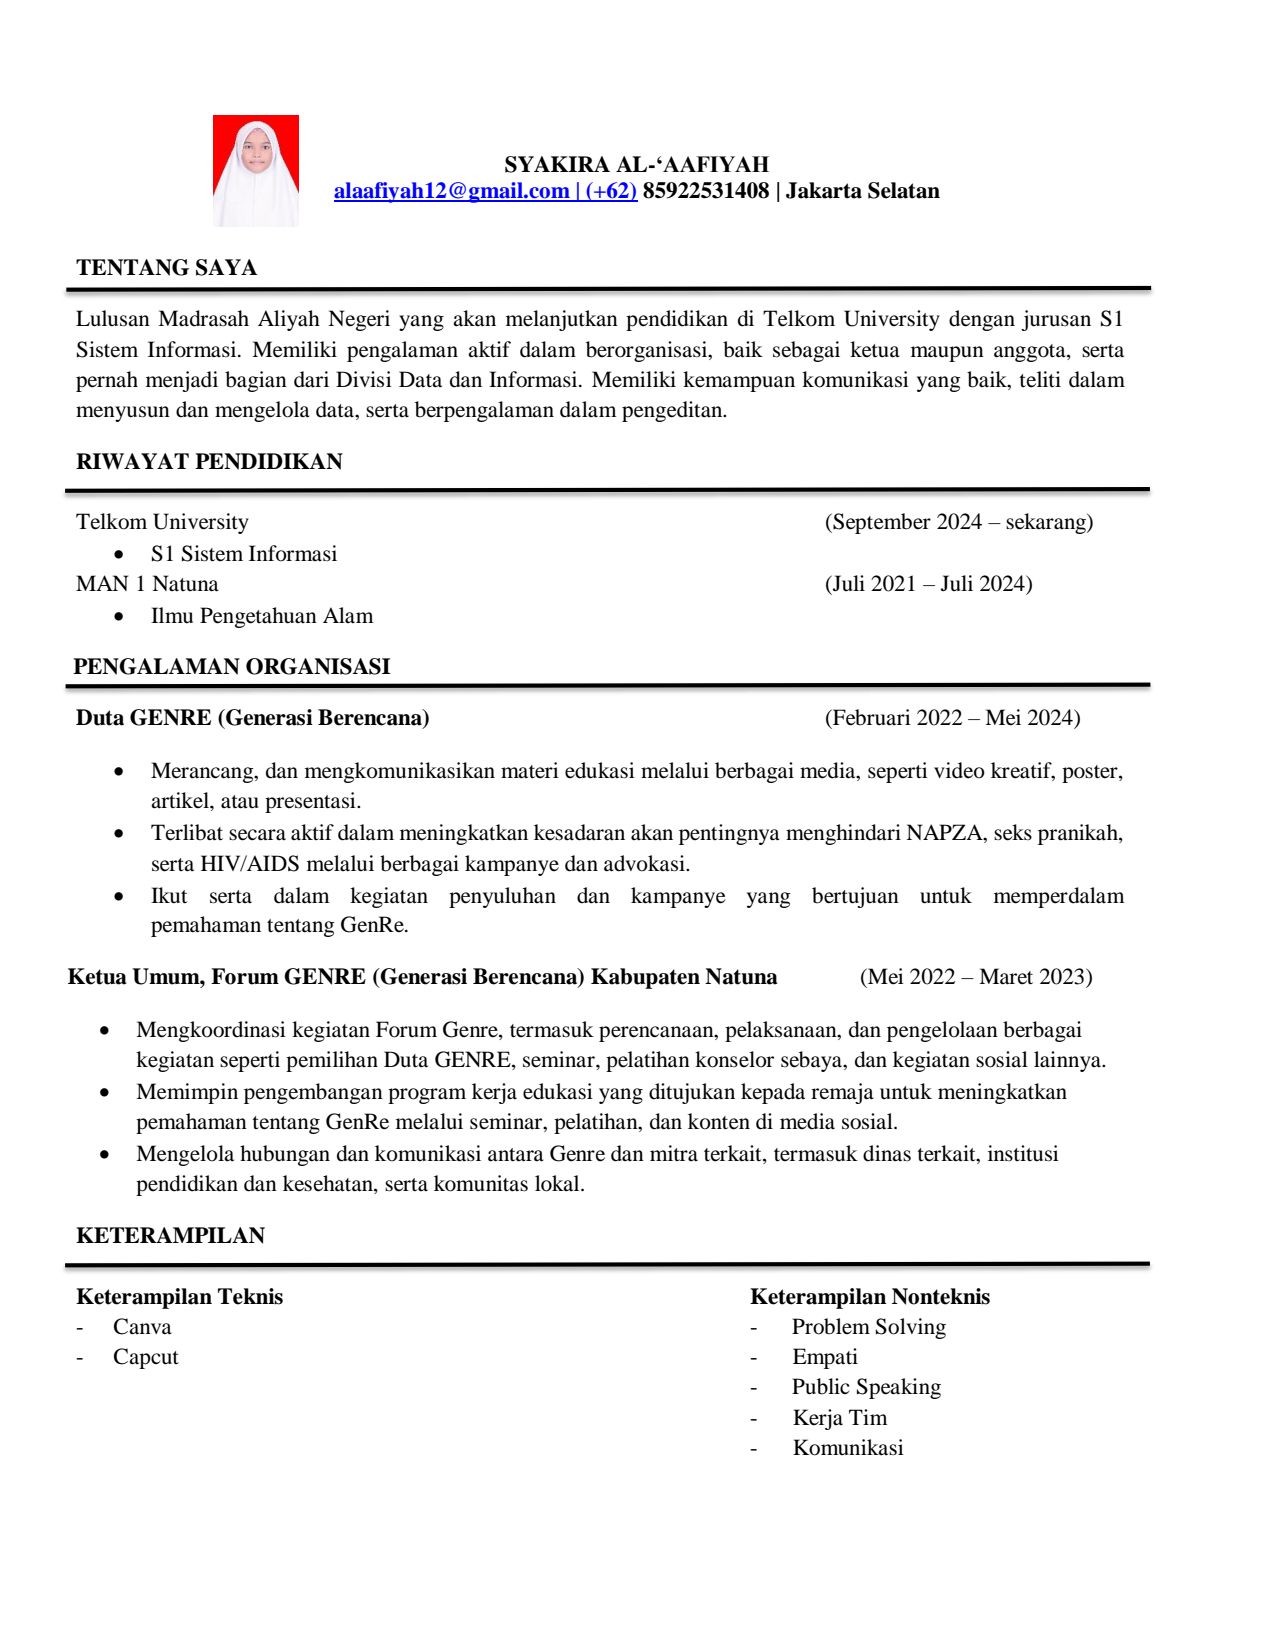 SYAKIRA AL-‘AAFIYAH
alaafiyah12@gmail.com | (+62) 85922531408 | Jakarta Selatan
TENTANG SAYA
Lulusan Madrasah Aliyah Negeri yang akan melanjutkan pendidikan di Telkom University dengan jurusan S1
Sistem Informasi. Memiliki pengalaman aktif dalam berorganisasi, baik sebagai ketua maupun anggota, serta
pernah menjadi bagian dari Divisi Data dan Informasi. Memiliki kemampuan komunikasi yang baik, teliti dalam
menyusun dan mengelola data, serta berpengalaman dalam pengeditan.
RIWAYAT PENDIDIKAN
Telkom University (September 2024 – sekarang)
• S1 Sistem Informasi
MAN 1 Natuna (Juli 2021 – Juli 2024)
• Ilmu Pengetahuan Alam
PENGALAMAN ORGANISASI
Duta GENRE (Generasi Berencana) (Februari 2022 – Mei 2024)
• Merancang, dan mengkomunikasikan materi edukasi melalui berbagai media, seperti video kreatif, poster,
artikel, atau presentasi.
• Terlibat secara aktif dalam meningkatkan kesadaran akan pentingnya menghindari NAPZA, seks pranikah,
serta HIV/AIDS melalui berbagai kampanye dan advokasi.
• Ikut serta dalam kegiatan penyuluhan dan kampanye yang bertujuan untuk memperdalam
pemahaman tentang GenRe.
Ketua Umum, Forum GENRE (Generasi Berencana) Kabupaten Natuna (Mei 2022 – Maret 2023)
• Mengkoordinasi kegiatan Forum Genre, termasuk perencanaan, pelaksanaan, dan pengelolaan berbagai
kegiatan seperti pemilihan Duta GENRE, seminar, pelatihan konselor sebaya, dan kegiatan sosial lainnya.
• Memimpin pengembangan program kerja edukasi yang ditujukan kepada remaja untuk meningkatkan
pemahaman tentang GenRe melalui seminar, pelatihan, dan konten di media sosial.
• Mengelola hubungan dan komunikasi antara Genre dan mitra terkait, termasuk dinas terkait, institusi
pendidikan dan kesehatan, serta komunitas lokal.
KETERAMPILAN
Keterampilan Teknis
- Canva
- Capcut
Keterampilan Nonteknis
- Problem Solving
- Empati
- Public Speaking
- Kerja Tim
- Komunikasi